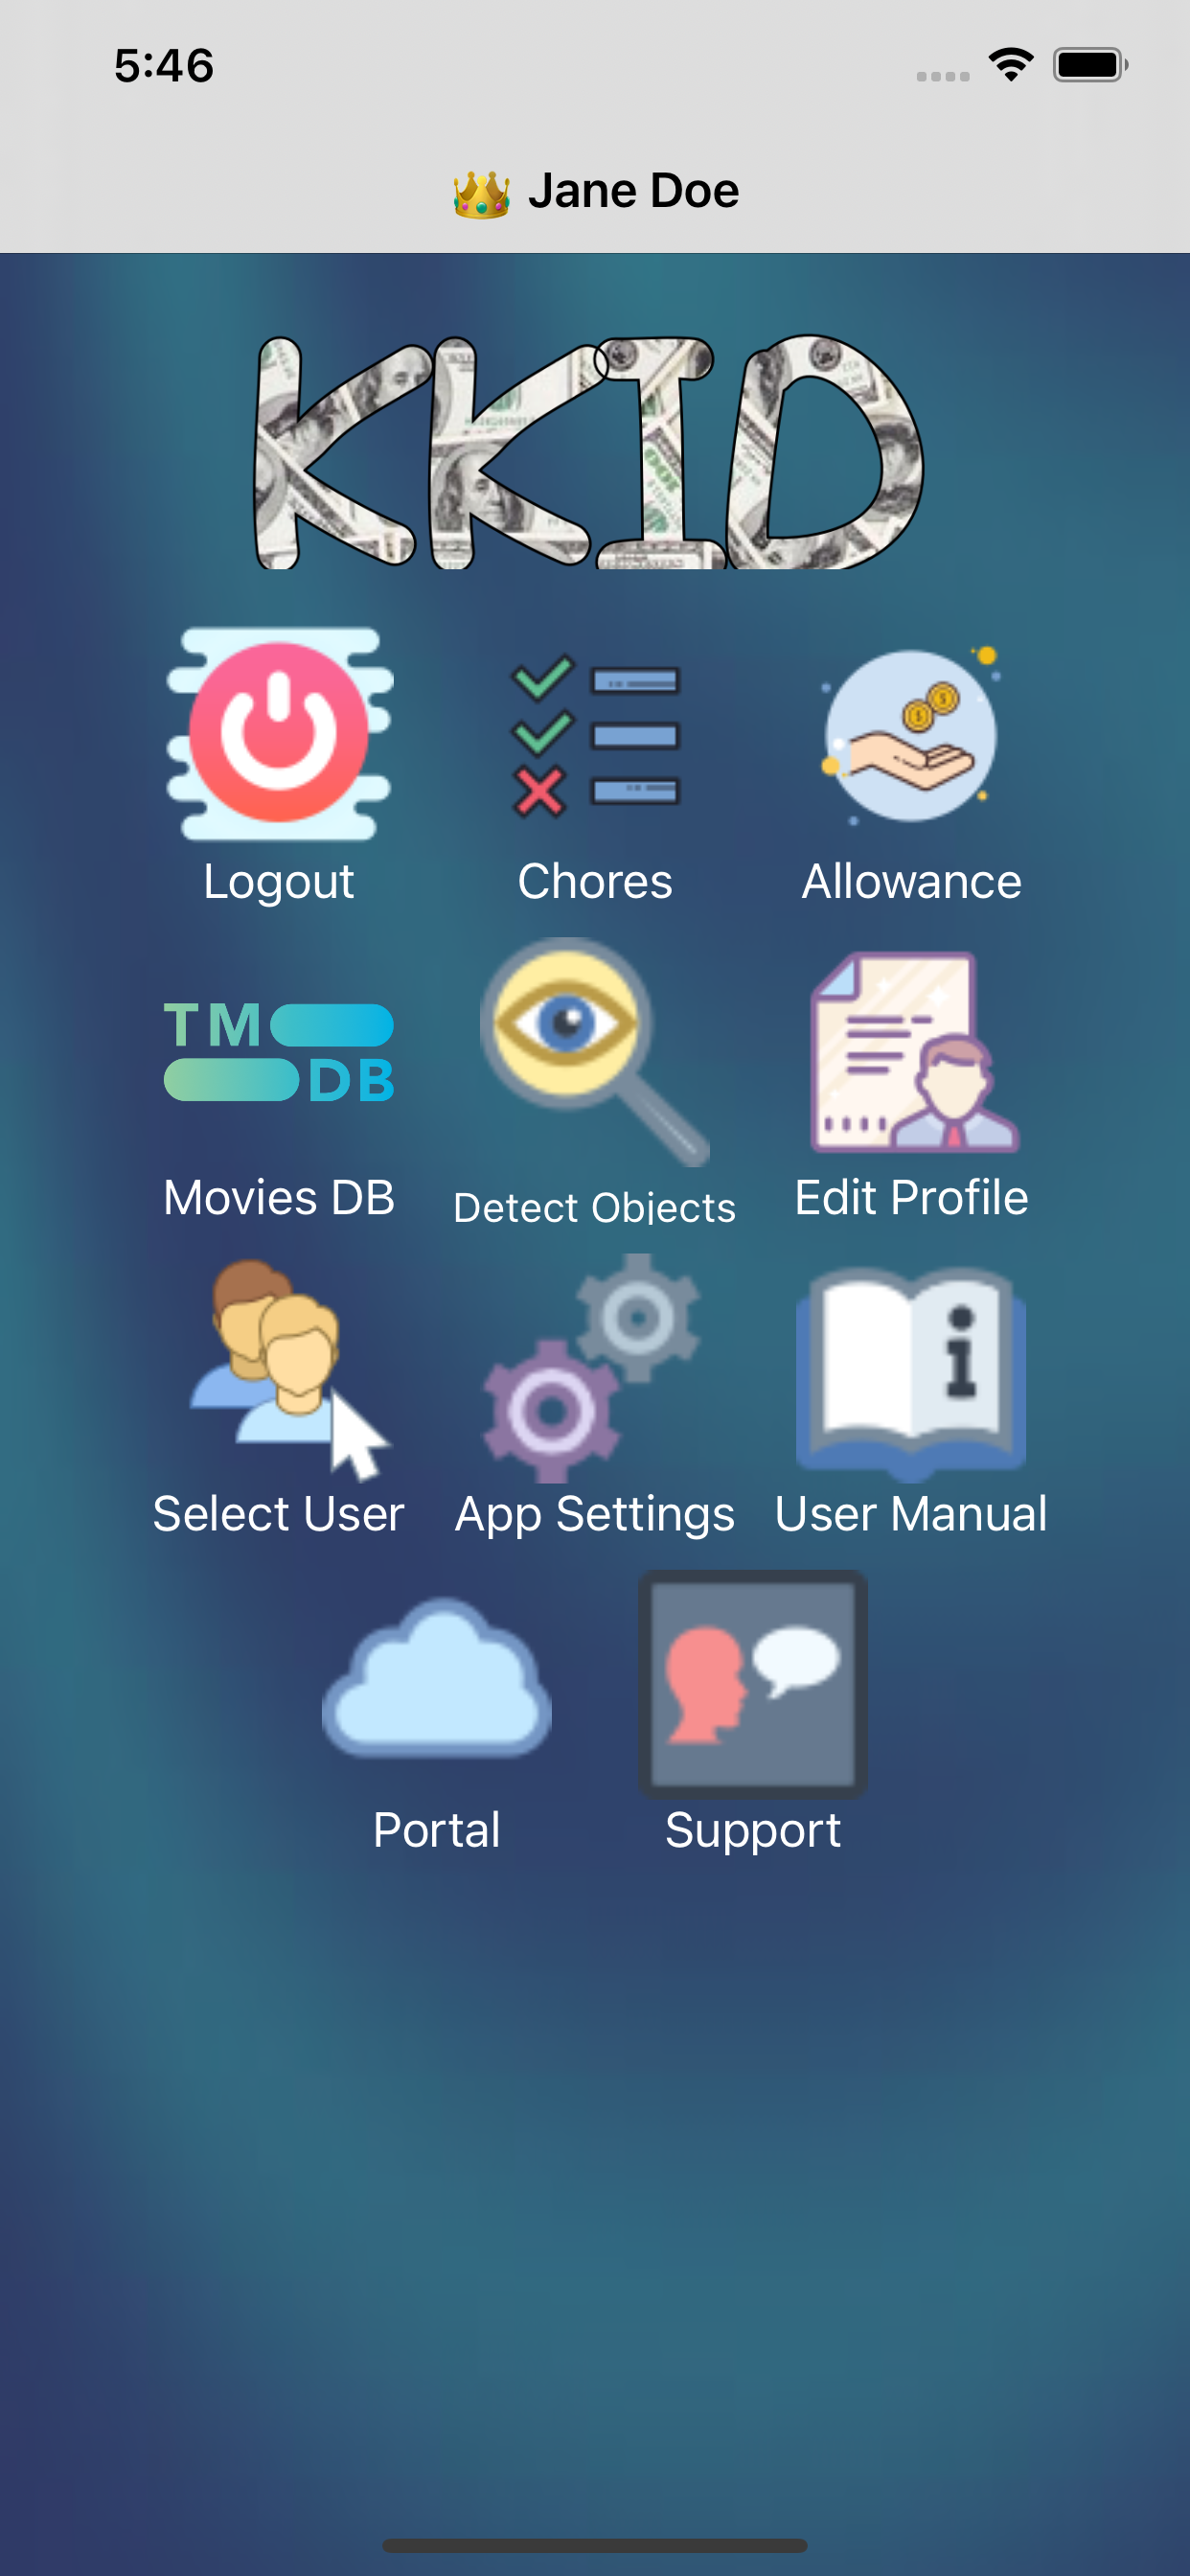 5:46
👑 Jane Doe
KKID
Logout Chores Allowance
TM
DB
Movies DB Detect Objects Edit Profile
i
Select User App Settings User Manual
Portal Support